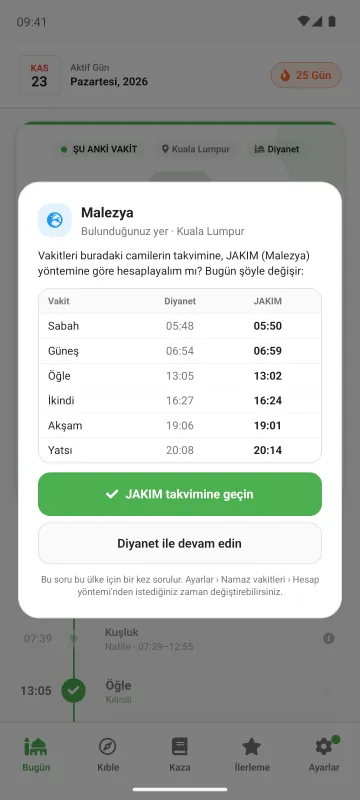 09:41
KAS
23
Aktif Gün
Pazartesi, 2026
25 Gün
ŞU ANKİ VAKİT
Kuala Lumpur
Diyanet
Malezya
Bulunduğunuz yer · Kuala Lumpur
Vakitleri buradaki camilerin takvimine, JAKIM (Malezya)
yöntemine göre hesaplayalım mı? Bugün şöyle değişir:
Vakit Diyanet JAKIM
Sabah 05:48 05:50
Güneş 06:54 06:59
Öğle 13:05 13:02
İkindi 16:27 16:24
Akşam 19:06 19:01
Yatsı 20:08 20:14
JAKIM takvimine geçin
Diyanet ile devam edin
Bu soru bu ülke için bir kez sorulur. Ayarlar › Namaz vakitleri › Hesap
yöntemi'nden istediğiniz zaman değiştirebilirsiniz.
07:39 Kuşluk
Nafile · 07:39–12:55
13:05 Öğle
Kılındı
Bugün Kıble Kaza İlerleme Ayarlar